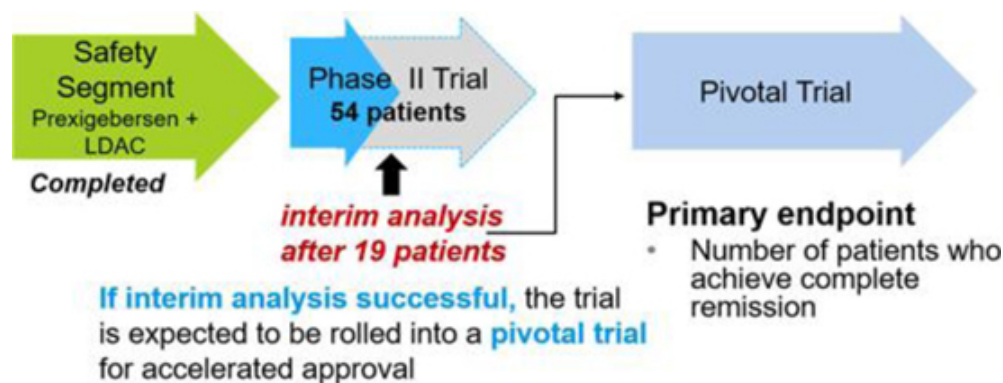 Safety
Segment
Prexigebersen +
LDAC
Completed
Phase II Trial
54 patients
interim analysis
after 19 patients
If interim analysis successful, the trial
is expected to be rolled into a pivotal trial
for accelerated approval
Pivotal Trial
Primary endpoint
• Number of patients who
achieve complete
remission